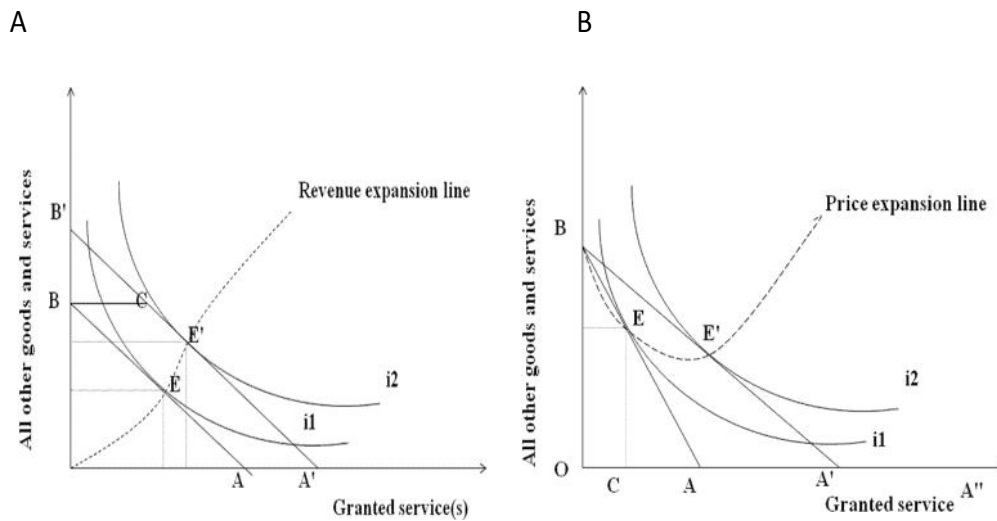 A
B
All other goods and services
B'
B
C
E'
E
Revenue expansion line
i2
i1
A
A'
Granted service(s)
All other goods and services
B
E
E'
Price expansion line
i2
i1
O
C
A
A'
A"
Granted service